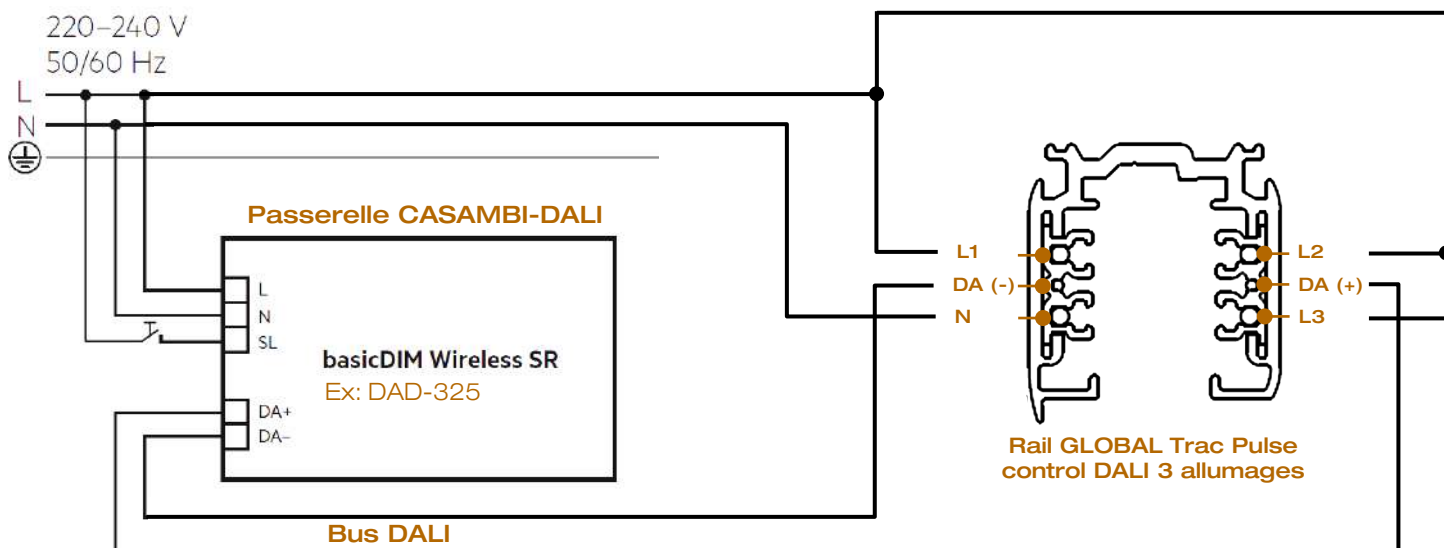 220–240 V
50/60 Hz
L
N
Passerelle CASAMBI-DALI
L
N
SL
basicDIM Wireless SR
Ex: DAD-325
DA+
DA–
Bus DALI
L1
DA (-)
N
L2
DA (+)
L3
Rail GLOBAL Trac Pulse
control DALI 3 allumages